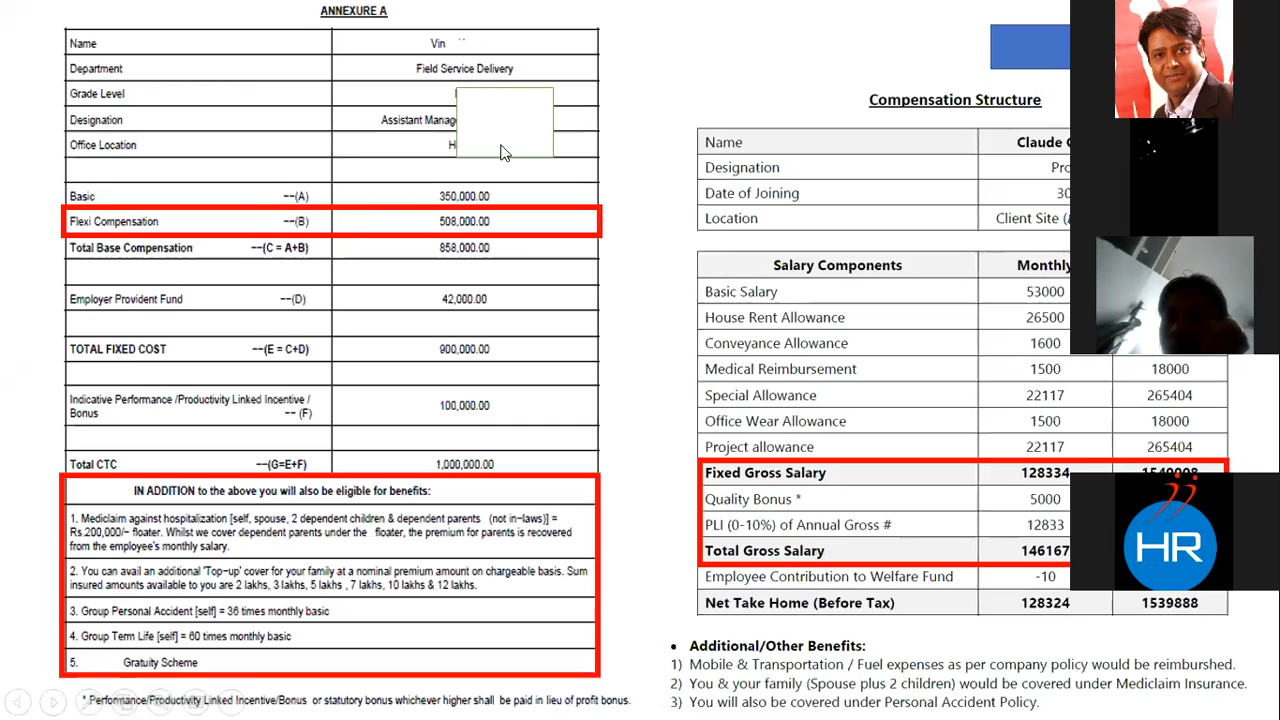 ANNEXURE A
Name Vin
Department Field Service Delivery
Grade Level
Designation Assistant Manag
Office Location
Basic --(A) 350,000.00
Flexi Compensation --(B) 508,000.00
Total Base Compensation --(C = A+B) 858,000.00
Employer Provident Fund --(D) 42,000.00
TOTAL FIXED COST --(E = C+D) 900,000.00
Indicative Performance /Productivity Linked Incentive /
Bonus -- (F) 100,000.00
Total CTC --(G=E+F) 1,000,000.00
IN ADDITION to the above you will also be eligible for benefits:
1. Mediclaim against hospitalization [self, spouse, 2 dependent children & dependent parents (not in-laws)] =
Rs.200,000/- floater. Whilst we cover dependent parents under the floater, the premium for parents is recovered
from the employee's monthly salary.
2. You can avail an additional 'Top-up' cover for your family at a nominal premium amount on chargeable basis. Sum
insured amounts available to you are 2 lakhs, 3 lakhs, 5 lakhs , 7 lakhs, 10 lakhs & 12 lakhs.
3. Group Personal Accident [self] = 36 times monthly basic
4. Group Term Life [self] = 60 times monthly basic
5. Gratuity Scheme
* Performance/Productivity Linked Incentive/Bonus or statutory bonus whichever higher shall be paid in lieu of profit bonus.
Compensation Structure
Name Claude
Designation Pro
Date of Joining 30
Location Client Site
Salary Components Monthly
Basic Salary 53000
House Rent Allowance 26500
Conveyance Allowance 1600
Medical Reimbursement 1500 18000
Special Allowance 22117 265404
Office Wear Allowance 1500 18000
Project allowance 22117 265404
Fixed Gross Salary 128334 1540008
Quality Bonus * 5000
PLI (0-10%) of Annual Gross # 12833
Total Gross Salary 146167
Employee Contribution to Welfare Fund -10
Net Take Home (Before Tax) 128324 1539888
• Additional/Other Benefits:
1) Mobile & Transportation / Fuel expenses as per company policy would be reimburshed.
2) You & your family (Spouse plus 2 children) would be covered under Mediclaim Insurance.
3) You will also be covered under Personal Accident Policy.
HR